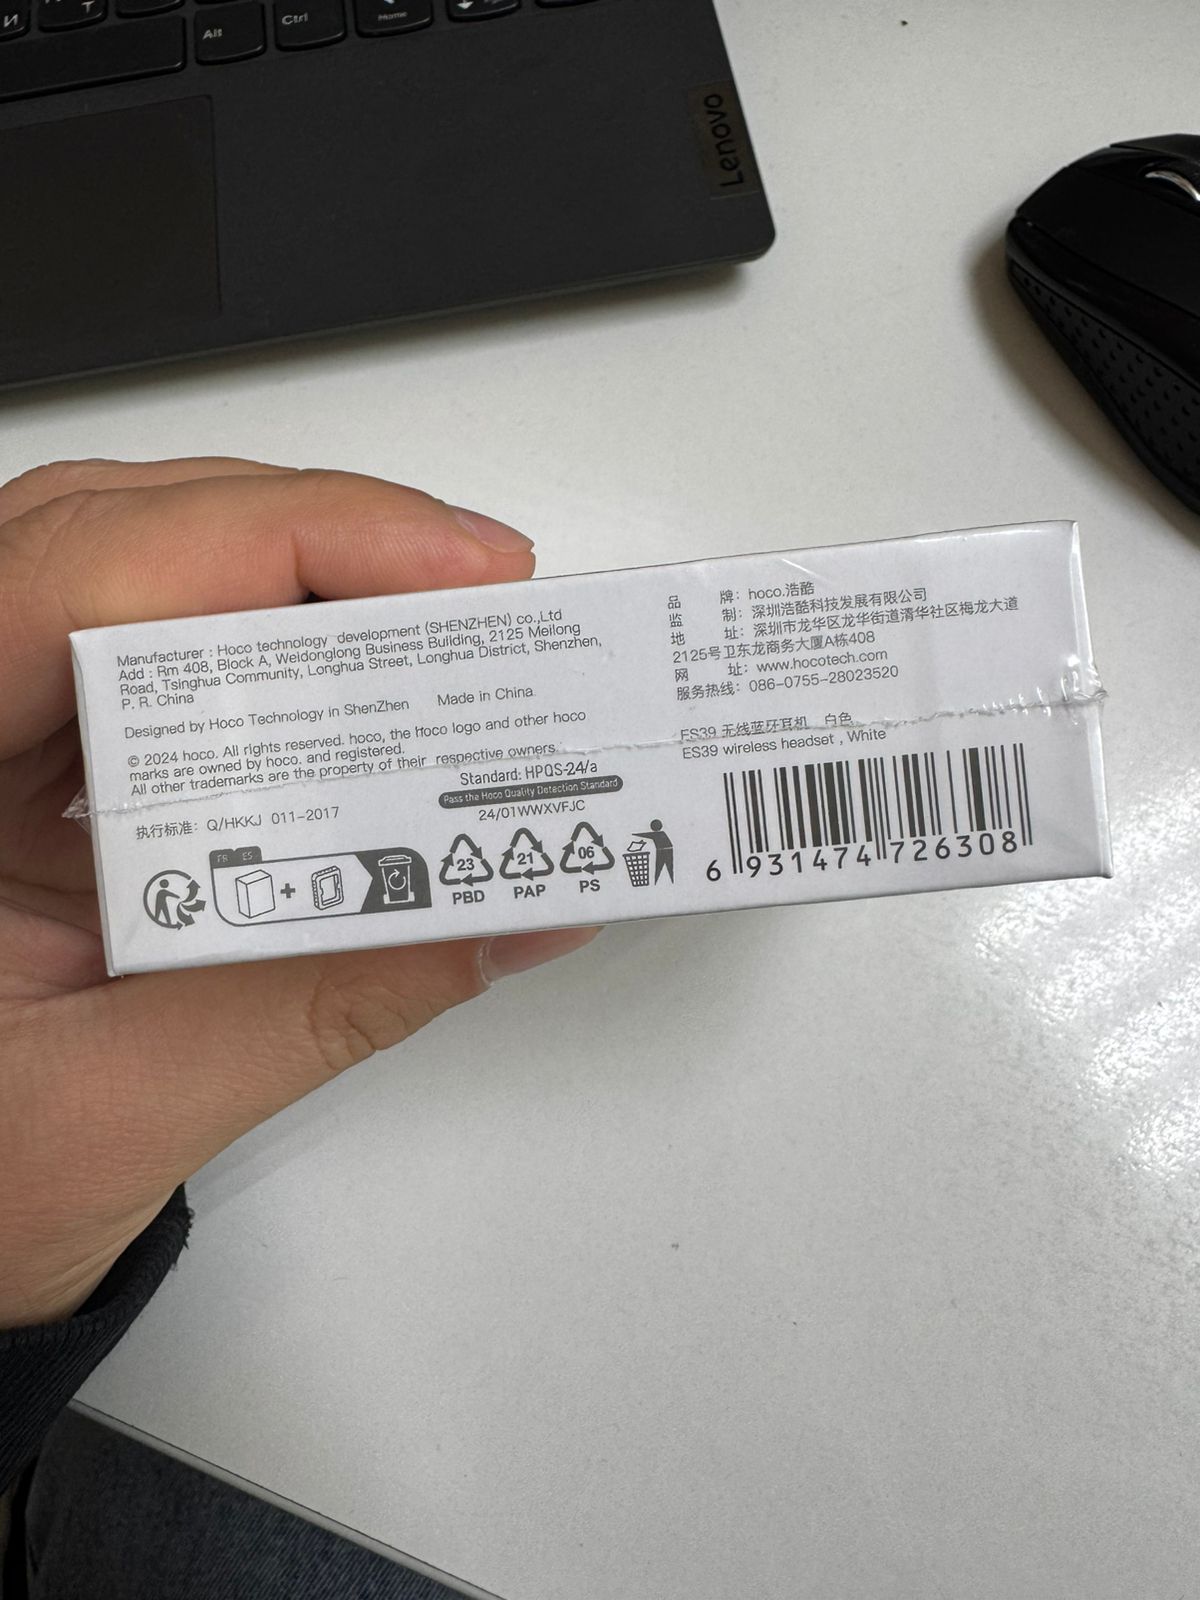 И
Т
Alt
Ctrl
Home
Lenovo
Manufacturer : Hoco technology development (SHENZHEN) co.,Ltd
Add : Rm 408, Block A, Weidonglong Business Building, 2125 Meilong
Road, Tsinghua Community, Longhua Street, Longhua District, Shenzhen,
P. R. China
Designed by Hoco Technology in ShenZhen Made in China
© 2024 hoco. All rights reserved. hoco, the hoco logo and other hoco
marks are owned by hoco. and registered.
All other trademarks are the property of their respective owners.
Standard: HPQS-24/a
Pass the Hoco Quality Detection Standard
24/01WWXVFJC
执行标准: Q/HKKJ 011-2017
FR ES
+
23
PBD
21
PAP
06
PS
品 牌: hoco.浩酷
监 制: 深圳浩酷科技发展有限公司
地 址: 深圳市龙华区龙华街道清华社区梅龙大道
2125号卫东龙商务大厦A栋408
网 址: www.hocotech.com
服务热线: 086-0755-28023520
ES39 无线蓝牙耳机 白色
ES39 wireless headset , White
6 931474 726308